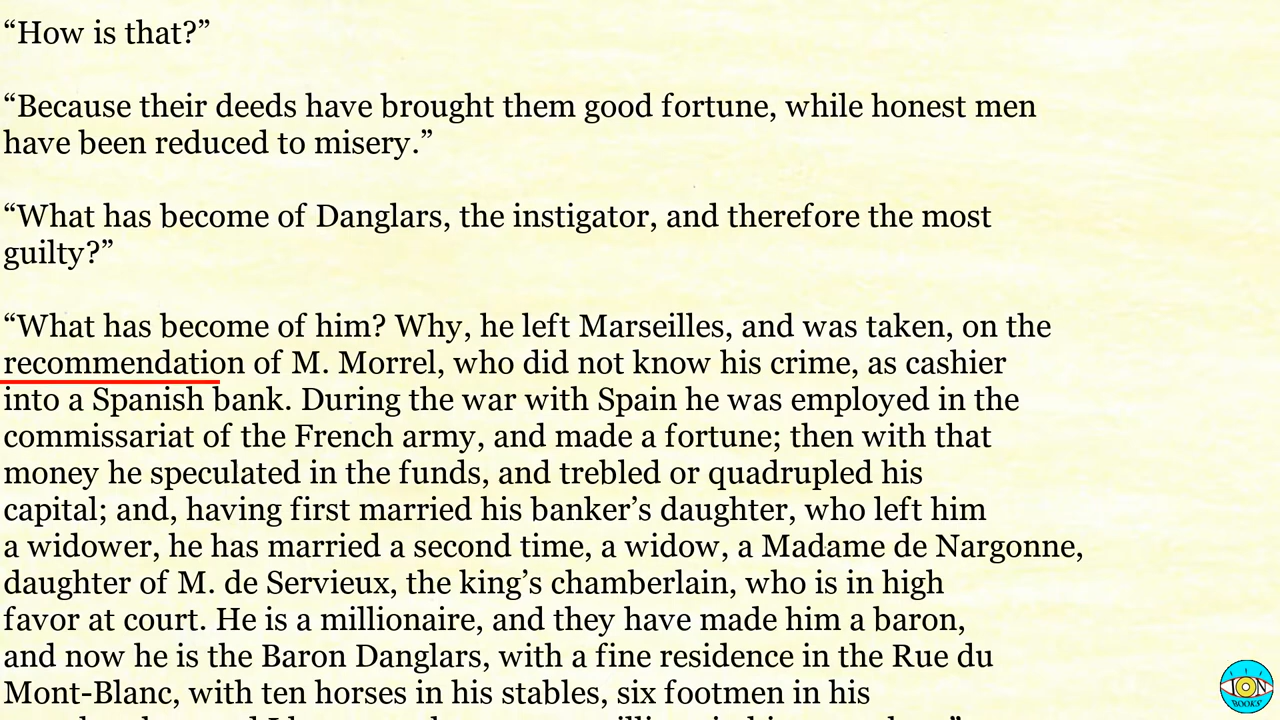 “How is that?”
“Because their deeds have brought them good fortune, while honest men
have been reduced to misery.”
“What has become of Danglars, the instigator, and therefore the most
guilty?”
“What has become of him? Why, he left Marseilles, and was taken, on the
recommendation of M. Morrel, who did not know his crime, as cashier
into a Spanish bank. During the war with Spain he was employed in the
commissariat of the French army, and made a fortune; then with that
money he speculated in the funds, and trebled or quadrupled his
capital; and, having first married his banker’s daughter, who left him
a widower, he has married a second time, a widow, a Madame de Nargonne,
daughter of M. de Servieux, the king’s chamberlain, who is in high
favor at court. He is a millionaire, and they have made him a baron,
and now he is the Baron Danglars, with a fine residence in the Rue du
Mont-Blanc, with ten horses in his stables, six footmen in his
ION
BOOKS